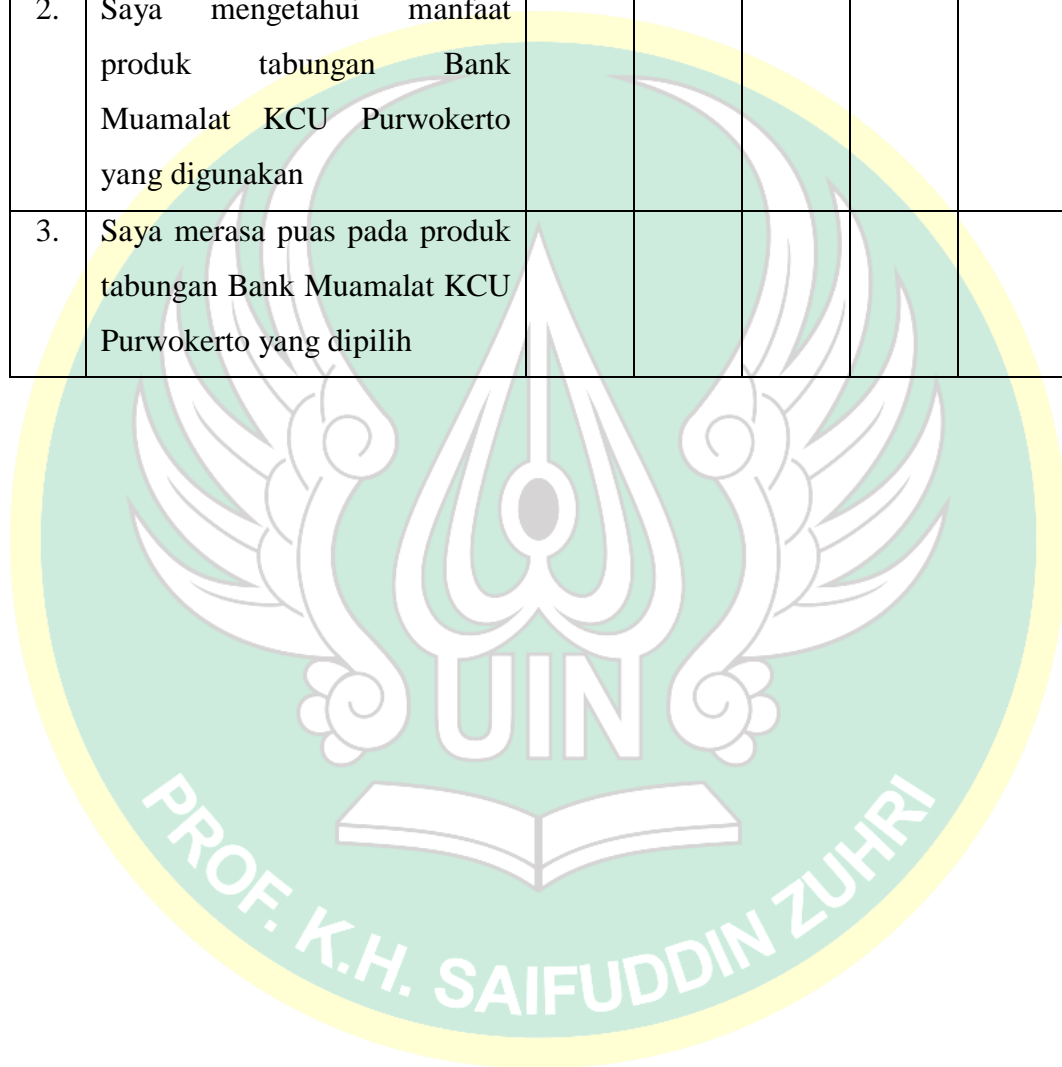 2. Saya mengetahui manfaat
produk tabungan Bank
Muamalat KCU Purwokerto
yang digunakan
3. Saya merasa puas pada produk
tabungan Bank Muamalat KCU
Purwokerto yang dipilih
UIN
PROF. K.H. SAIFUDDIN ZUHRI